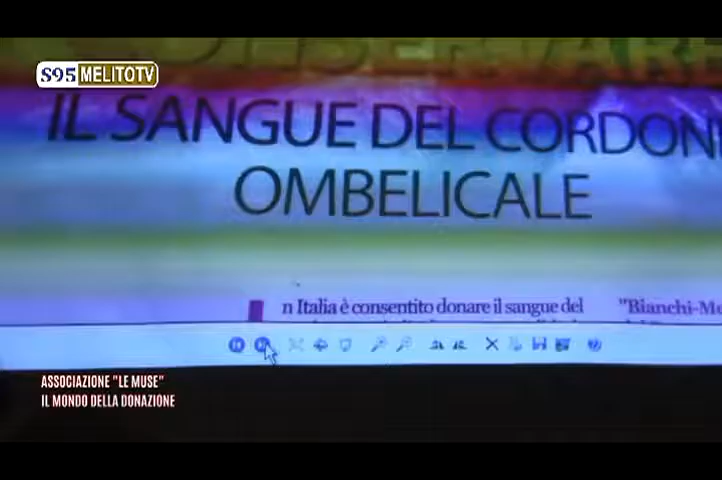 S95 MELITOTV
IL SANGUE DEL CORDONE
OMBELICALE
n Italia è consentito donare il sangue del
"Bianchi-Me
ASSOCIAZIONE "LE MUSE"
IL MONDO DELLA DONAZIONE